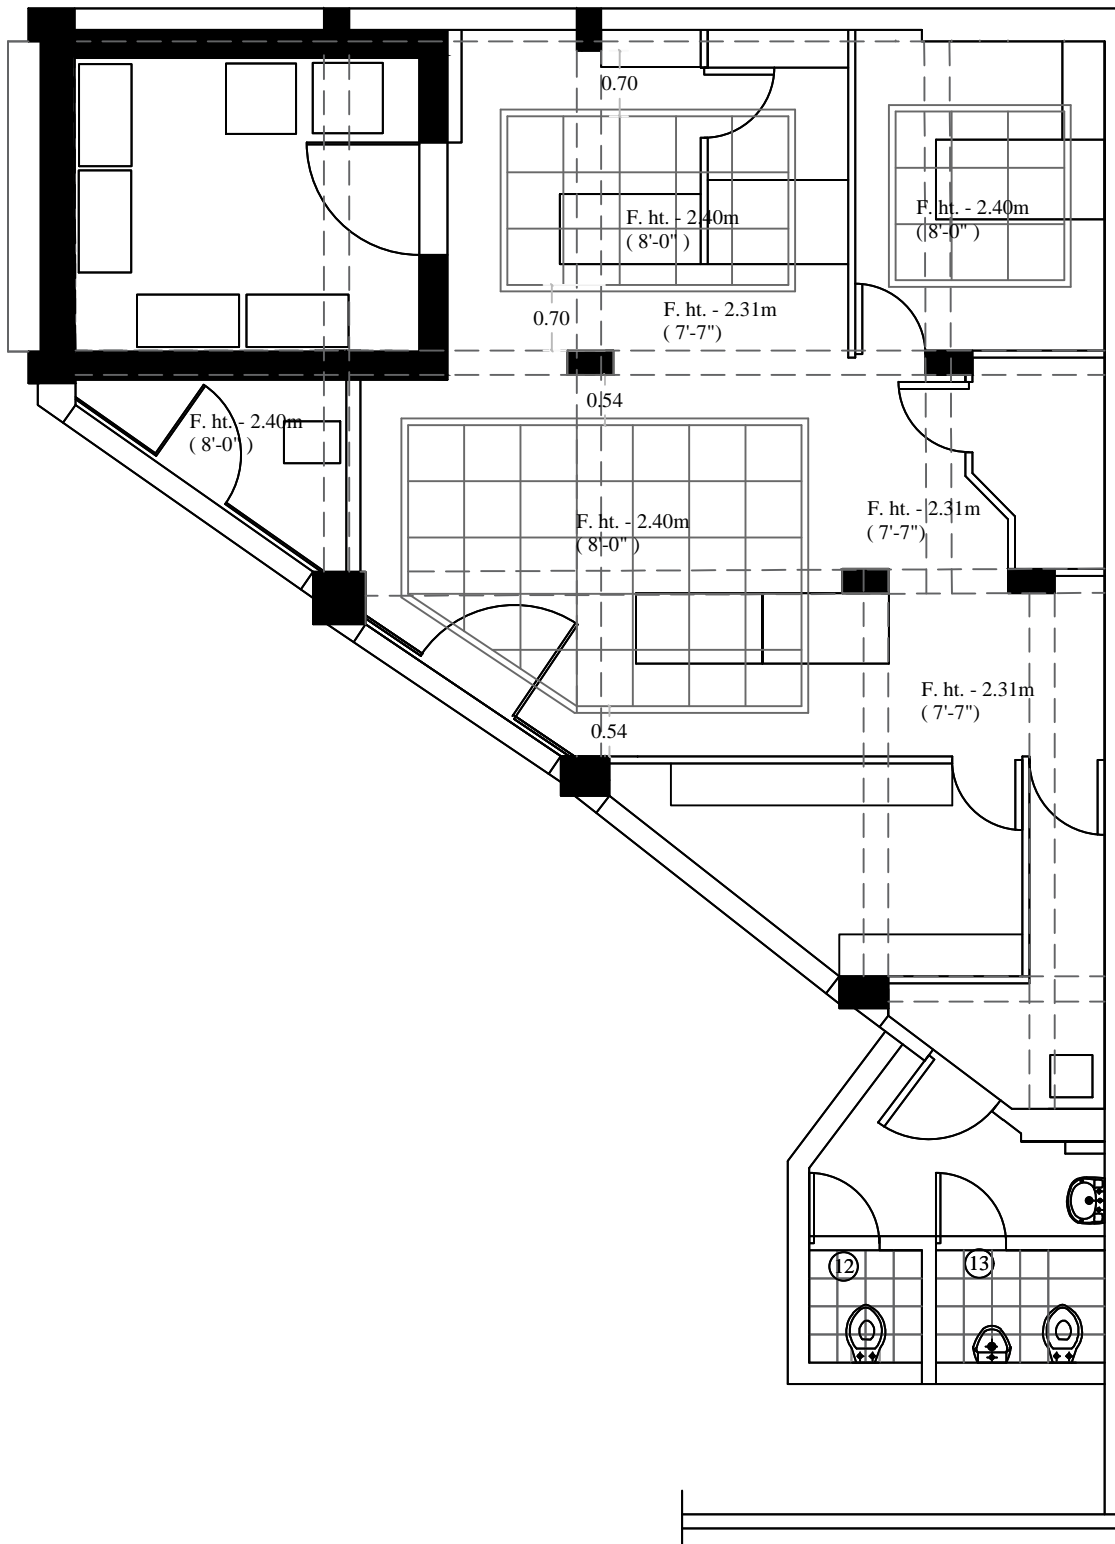 0.70
F. ht. - 2.40m
( 8'-0" )
F. ht. - 2.40m
( 8'-0" )
F. ht. - 2.31m
( 7'-7")
0.70
0.54
F. ht. - 2.40m
( 8'-0" )
F. ht. - 2.31m
( 7'-7")
F. ht. - 2.40m
( 8'-0" )
F. ht. - 2.31m
( 7'-7")
0.54
12
13